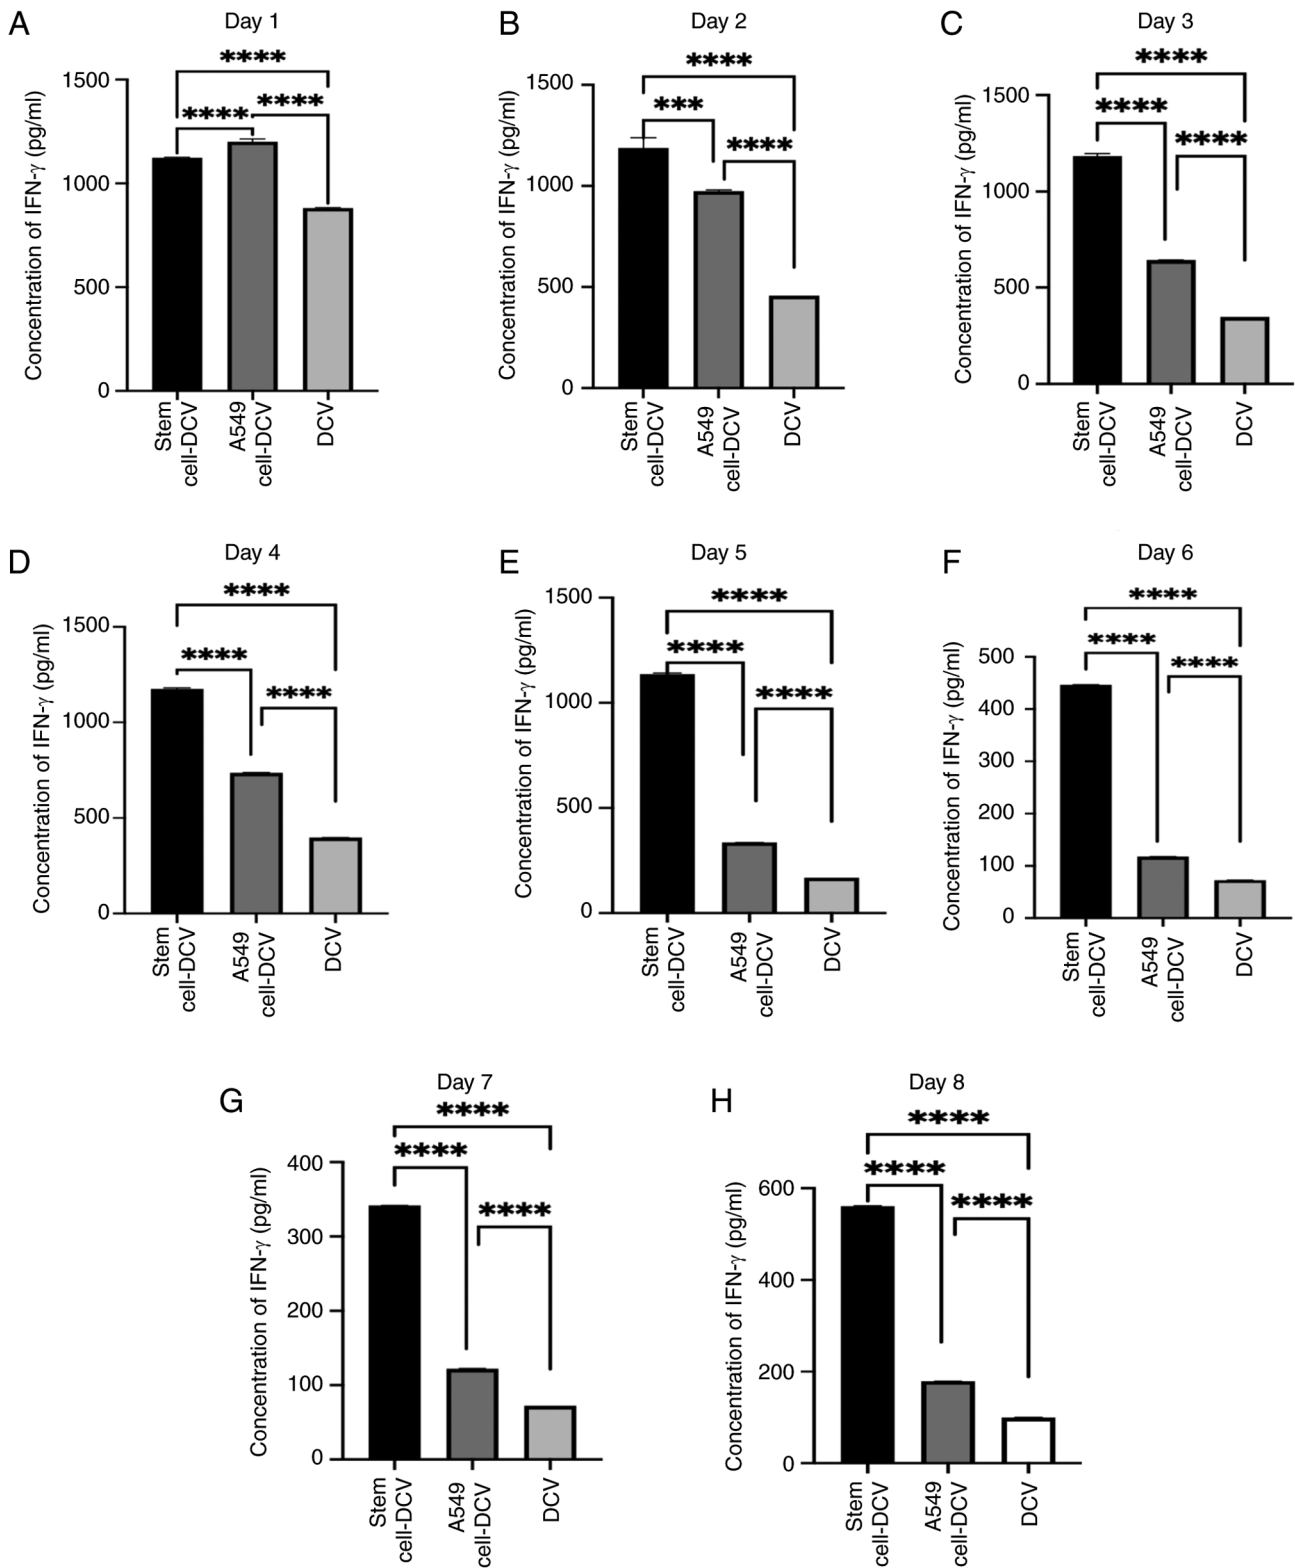 A
Day 1
****
****
****
Concentration of IFN-γ (pg/ml)
1500
1000
500
0
Stem
cell-DCV
A549
cell-DCV
DCV
B
Day 2
****
***
****
Concentration of IFN-γ (pg/ml)
1500
1000
500
0
Stem
cell-DCV
A549
cell-DCV
DCV
C
Day 3
****
****
****
Concentration of IFN-γ (pg/ml)
1500
1000
500
0
Stem
cell-DCV
A549
cell-DCV
DCV
D
Day 4
****
****
****
Concentration of IFN-γ (pg/ml)
1500
1000
500
0
Stem
cell-DCV
A549
cell-DCV
DCV
E
Day 5
****
****
****
Concentration of IFN-γ (pg/ml)
1500
1000
500
0
Stem
cell-DCV
A549
cell-DCV
DCV
F
Day 6
****
****
****
Concentration of IFN-γ (pg/ml)
500
400
300
200
100
0
Stem
cell-DCV
A549
cell-DCV
DCV
G
Day 7
****
****
****
Concentration of IFN-γ (pg/ml)
400
300
200
100
0
Stem
cell-DCV
A549
cell-DCV
DCV
H
Day 8
****
****
****
Concentration of IFN-γ (pg/ml)
600
400
200
0
Stem
cell-DCV
A549
cell-DCV
DCV